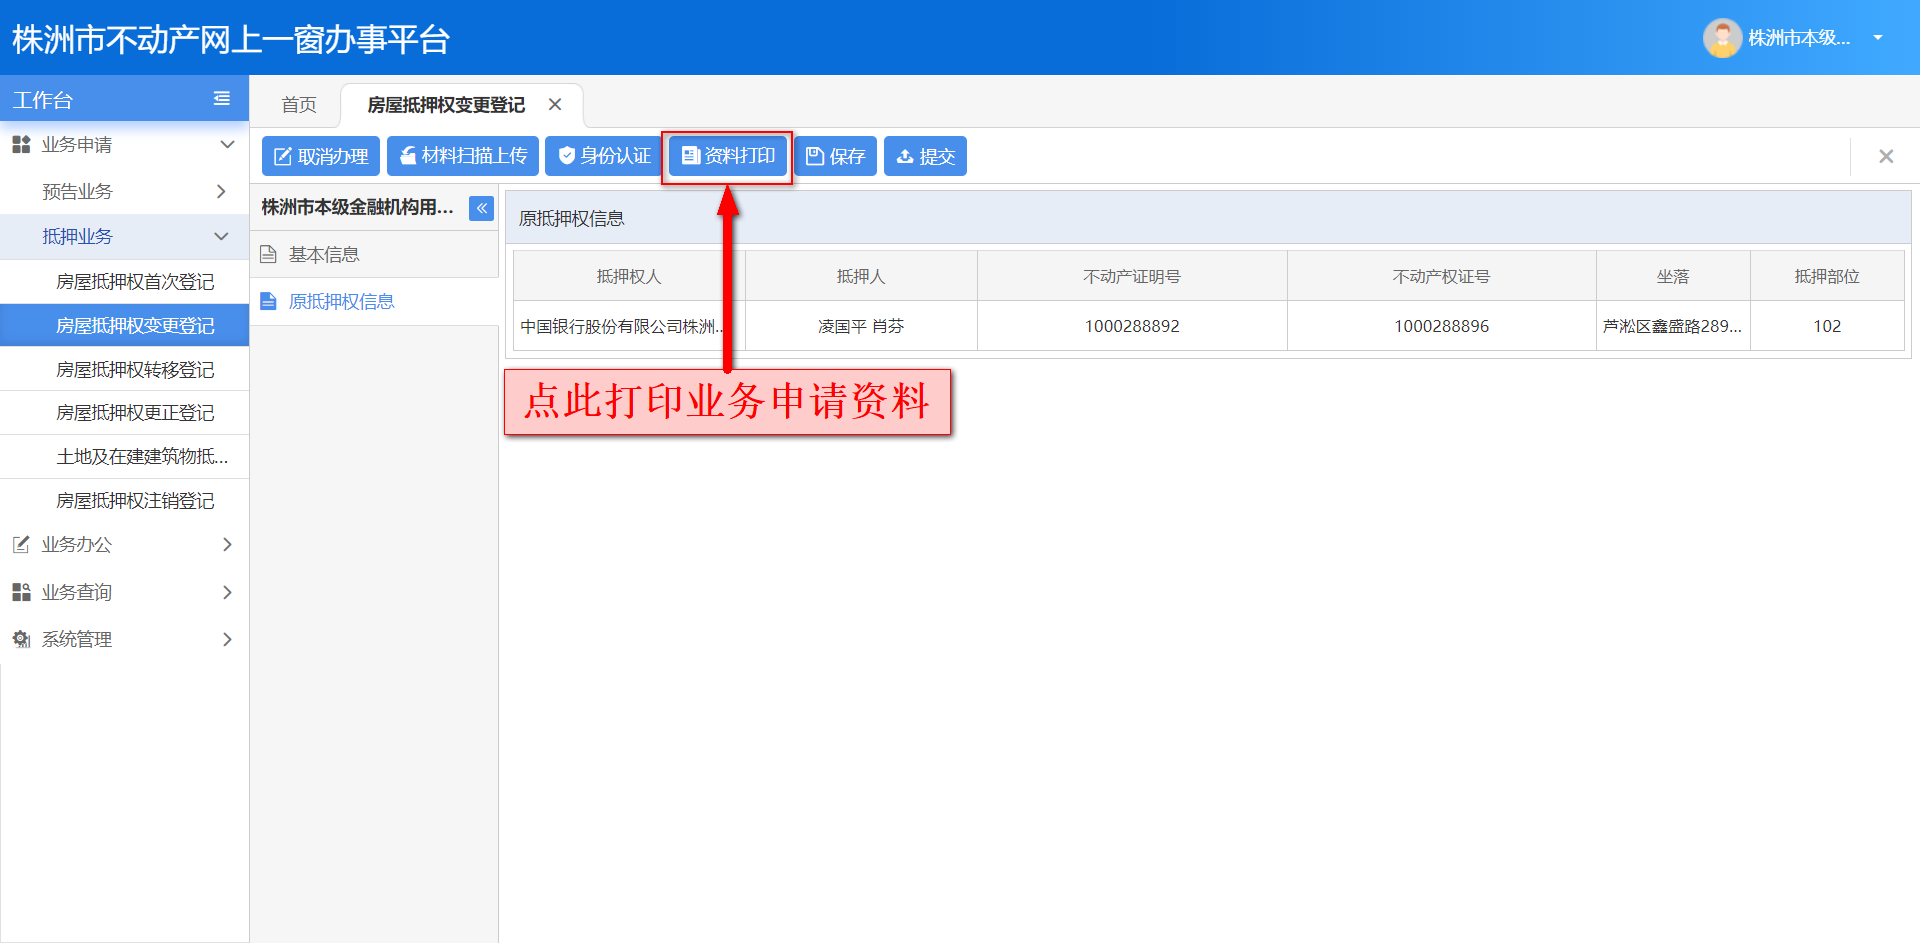 株洲市不动产网上一窗办事平台
株洲市本级...
工作台
首页
房屋抵押权变更登记
业务申请
取消办理
材料扫描上传
身份认证
资料打印
保存
提交
预告业务
株洲市本级金融机构用...
原抵押权信息
抵押业务
基本信息
抵押权人
抵押人
不动产证明号
不动产权证号
坐落
抵押部位
房屋抵押权首次登记
原抵押权信息
房屋抵押权变更登记
中国银行股份有限公司株洲...
凌国平 肖芬
1000288892
1000288896
芦淞区鑫盛路289...
102
房屋抵押权转移登记
点此打印业务申请资料
房屋抵押权更正登记
土地及在建建筑物抵...
房屋抵押权注销登记
业务办公
业务查询
系统管理